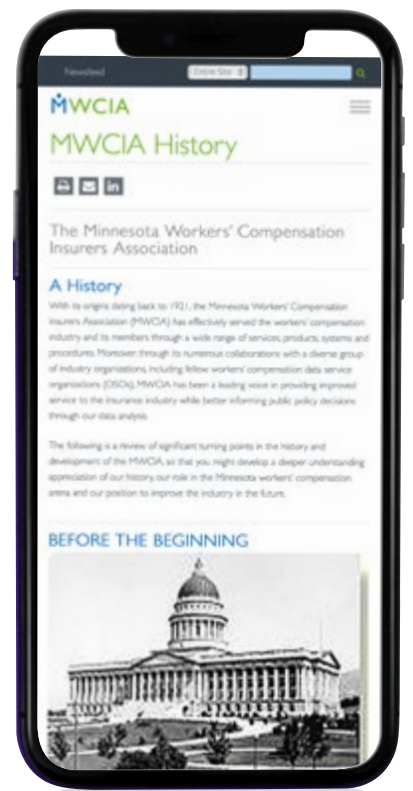 Newsfeed
Entire Site
MWCIA
MWCIA History
The Minnesota Workers' Compensation
Insurers Association
A History
With its origins dating back to 1921, the Minnesota Workers' Compensation
Insurers Association (MWCIA) has effectively served the workers' compensation
industry and its members through a wide range of services, products, systems and
procedures. Moreover, through its numerous collaborations with a diverse group
of industry organizations, including fellow workers' compensation data service
organizations (DSOs), MWCIA has been a leading voice in providing improved
service to the insurance industry while better informing public policy decisions
through our data analysis.
The following is a review of significant turning points in the history and
development of the MWCIA, so that you might develop a deeper understanding
appreciation of our history, our role in the Minnesota workers' compensation
arena and our position to improve the industry in the future.
BEFORE THE BEGINNING